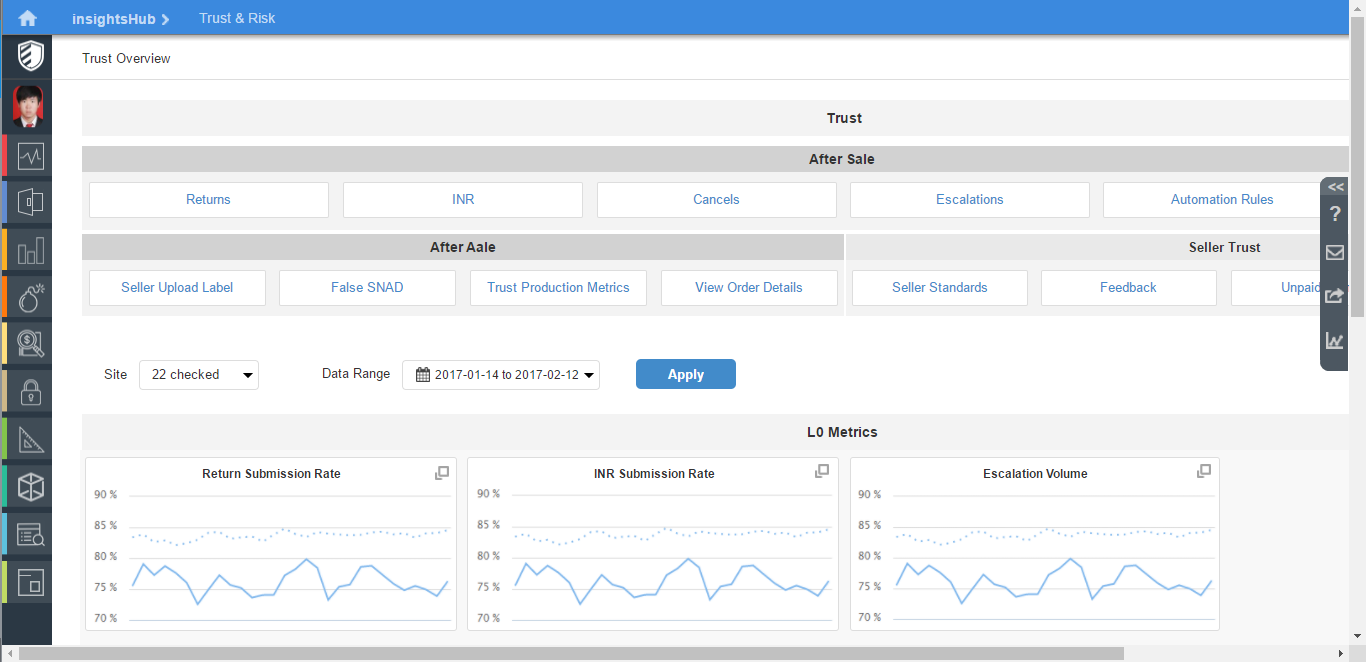 insightsHub Trust & Risk
Trust Overview
Trust
After Sale
Returns INR Cancels Escalations Automation Rules
<<
?
After Aale Seller Trust
Seller Upload Label False SNAD Trust Production Metrics View Order Details Seller Standards Feedback Unpaid
Site 22 checked Data Range 2017-01-14 to 2017-02-12 Apply
L0 Metrics
Return Submission Rate INR Submission Rate Escalation Volume
90 % 90 % 90 %
85 % 85 % 85 %
80 % 80 % 80 %
75 % 75 % 75 %
70 % 70 % 70 %